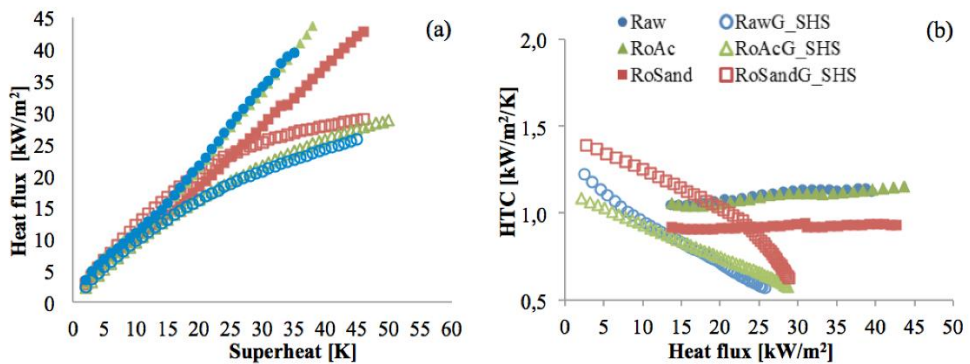 (a)
Heat flux [kW/m²]
45
40
35
30
25
20
15
10
5
0
0 5 10 15 20 25 30 35 40 45 50 55 60
Superheat [K]
Raw RawG_SHS
RoAc RoAcG_SHS
RoSand RoSandG_SHS
(b)
HTC [kW/m²/K]
2,0
1,5
1,0
0,5
0 5 10 15 20 25 30 35 40 45 50
Heat flux [kW/m²]